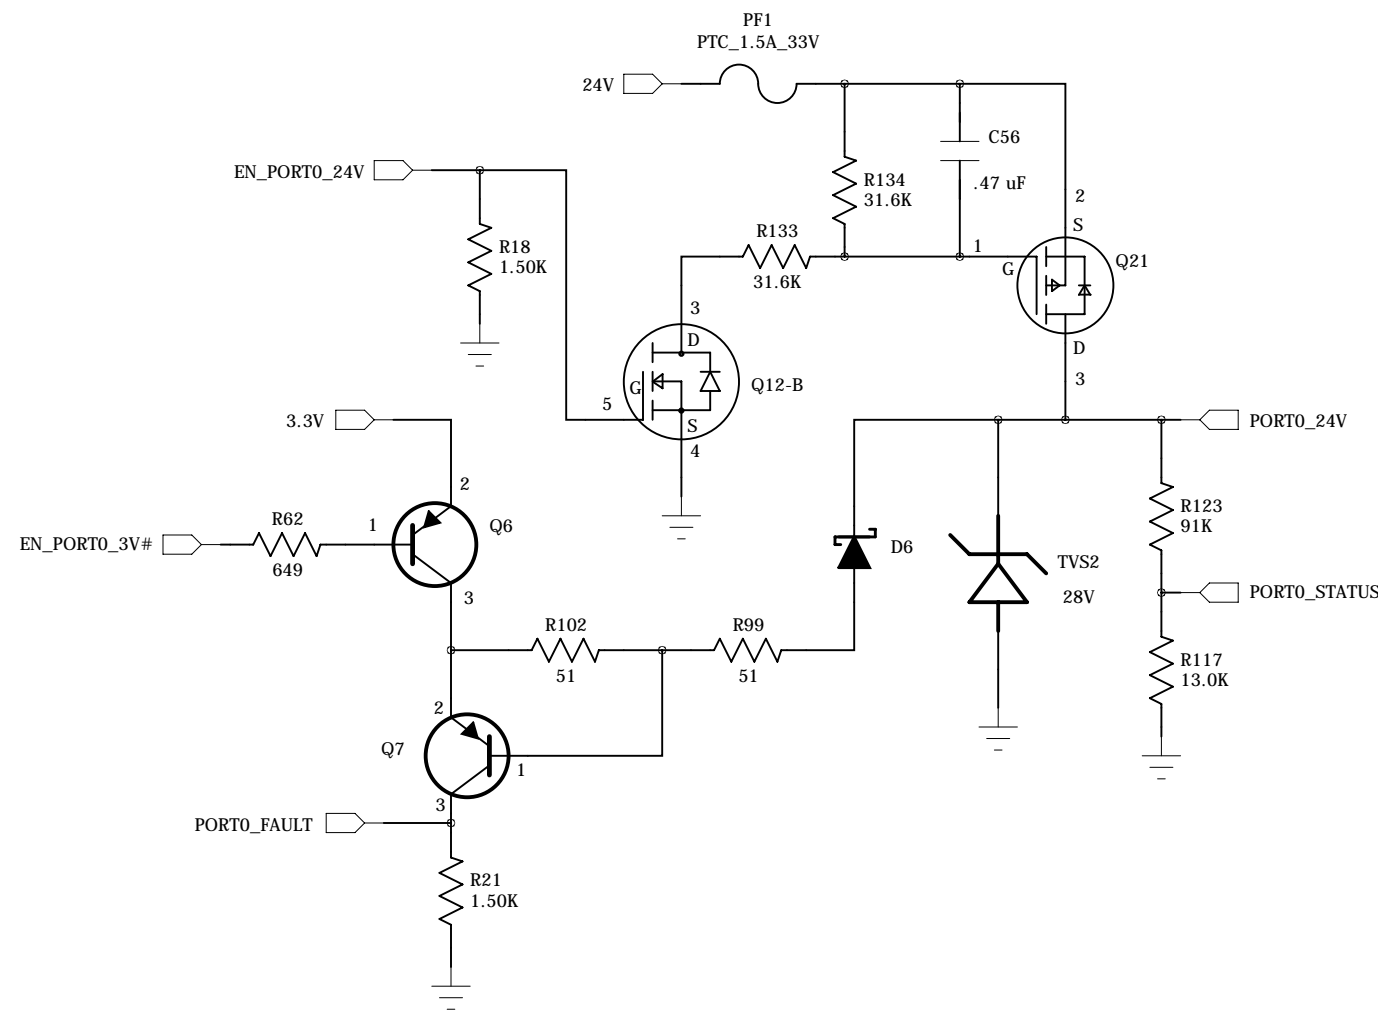 PF1
PTC_1.5A_33V
24V
C56
.47 uF
EN_PORT0_24V
R134
31.6K
2
S
R18
1.50K
R133
31.6K
1
G
Q21
3
D
D
3
G
Q12-B
5
S
4
3.3V
PORT0_24V
2
R62
649
1
Q6
EN_PORT0_3V#
3
R123
91K
D6
TVS2
28V
PORT0_STATUS
R102
51
R99
51
R117
13.0K
2
Q7
1
3
PORT0_FAULT
R21
1.50K